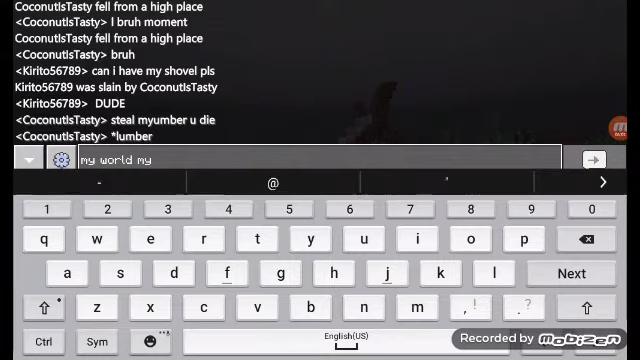 CoconutIsTasty fell from a high place
<CoconutIsTasty> I bruh moment
CoconutIsTasty fell from a high place
<CoconutIsTasty> bruh
<Kirito56789> can i have my shovel pls
Kirito56789 was slain by CoconutIsTasty
<Kirito56789> DUDE
<CoconutIsTasty> steal myumber u die
<CoconutIsTasty> *lumber
my world my
- @ '
1 2 3 4 5 6 7 8 9 0
q w e r t y u i o p
a s d f g h j k l Next
z x c v b n m , ! . ?
Ctrl Sym English(US)
Recorded by MOBIZEN